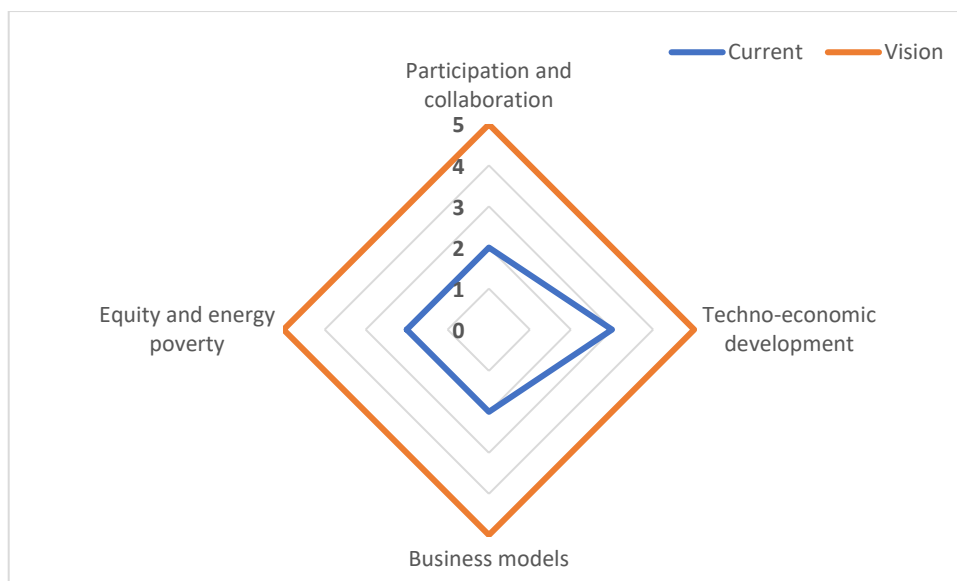 Current Vision
Participation and
collaboration
5
4
3
2
1
0
Equity and energy
poverty
Techno-economic
development
Business models